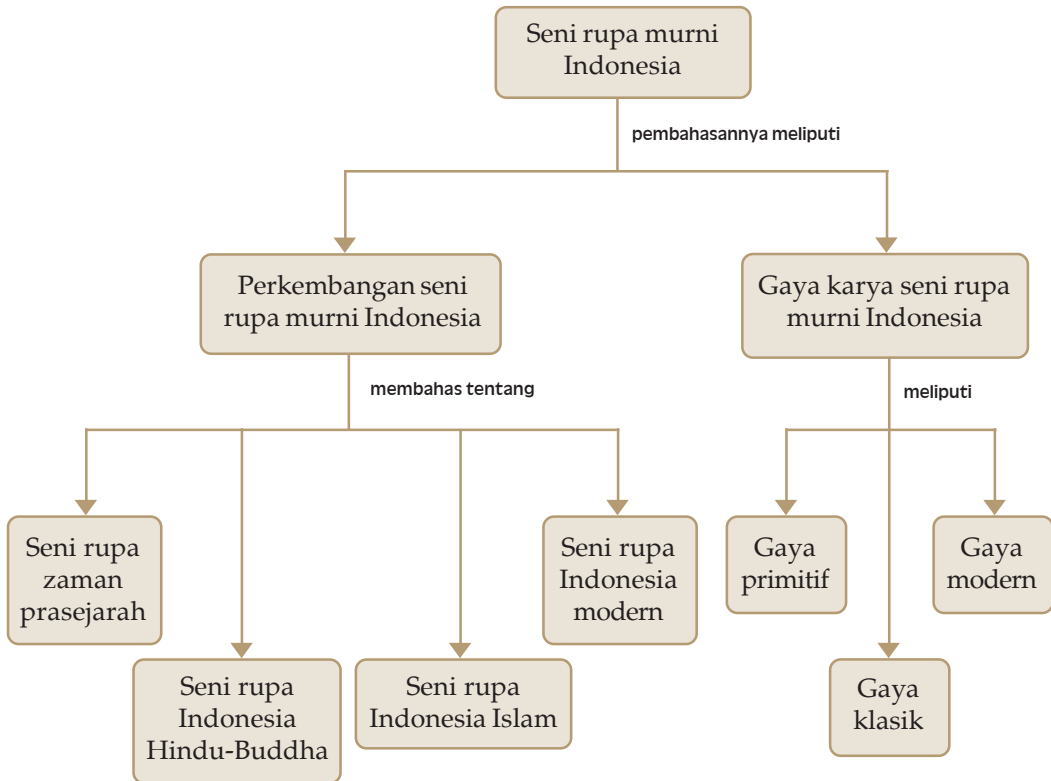 Seni rupa murni
Indonesia
pembahasannya meliputi
Perkembangan seni
rupa murni Indonesia
Gaya karya seni rupa
murni Indonesia
membahas tentang
meliputi
Seni rupa
zaman
prasejarah
Seni rupa
Indonesia
Hindu-Buddha
Seni rupa
Indonesia Islam
Seni rupa
Indonesia
modern
Gaya
primitif
Gaya
klasik
Gaya
modern